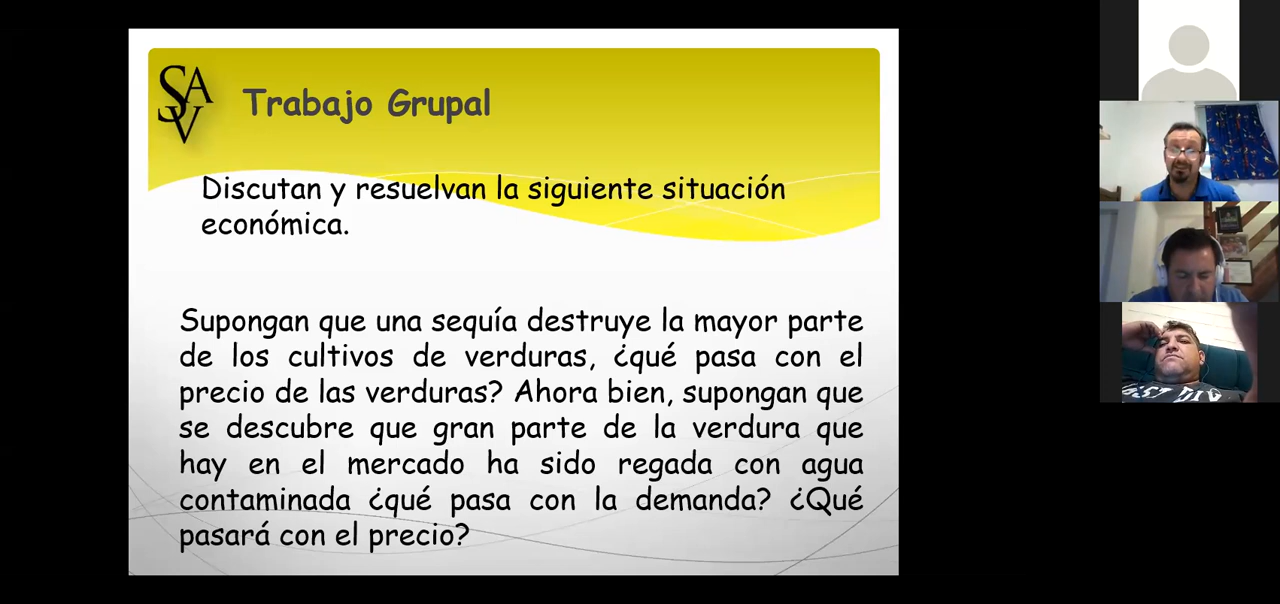 SAV
Trabajo Grupal
Discutan y resuelvan la siguiente situación
económica.
Supongan que una sequía destruye la mayor parte
de los cultivos de verduras, ¿qué pasa con el
precio de las verduras? Ahora bien, supongan que
se descubre que gran parte de la verdura que
hay en el mercado ha sido regada con agua
contaminada ¿qué pasa con la demanda? ¿Qué
pasará con el precio?